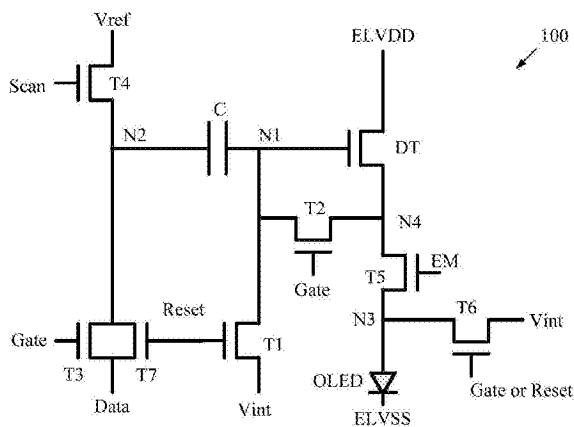 Vref
ELVDD
100
Scan
T4
C
N2
N1
DT
T2
N4
Gate
T5
EM
Reset
N3
T6
Vint
Gate
T3
T7
T1
OLED
Gate or Reset
Data
Vint
ELVSS